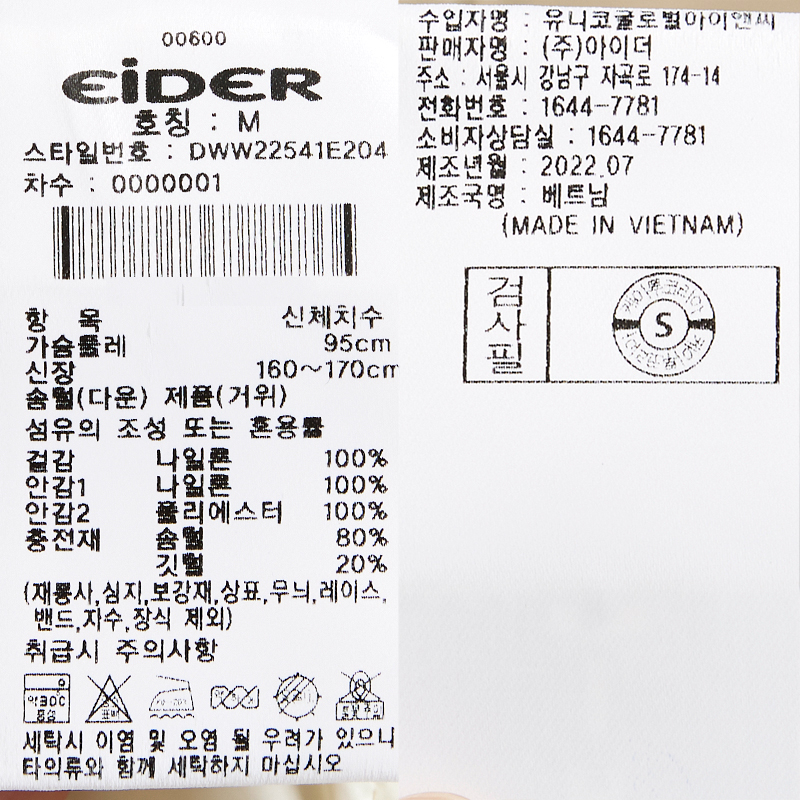 00600
EiDER
호칭 : M
스타일번호 : DWW22541E204
차수 : 0000001
항 목 신체치수
가슴둘레 95cm
신장 160~170cm
솜털(다운) 제품(거위)
섬유의 조성 또는 혼용률
겉감 나일론 100%
안감1 나일론 100%
안감2 폴리에스터 100%
충전재 솜털 80%
깃털 20%
(재봉사,심지,보강재,상표,무늬,레이스,
밴드,자수,장식 제외)
취급시 주의사항
약30℃
중성
세탁시 이염 및 오염 될 우려가 있으니
타의류와 함께 세탁하지 마십시오
수입자명 : 유니코글로벌아이앤씨
판매자명 : (주)아이더
주소 : 서울시 강남구 자곡로 174-14
전화번호 : 1644-7781
소비자상담실 : 1644-7781
제조년월 : 2022.07
제조국명 : 베트남
(MADE IN VIETNAM)
검사필
S